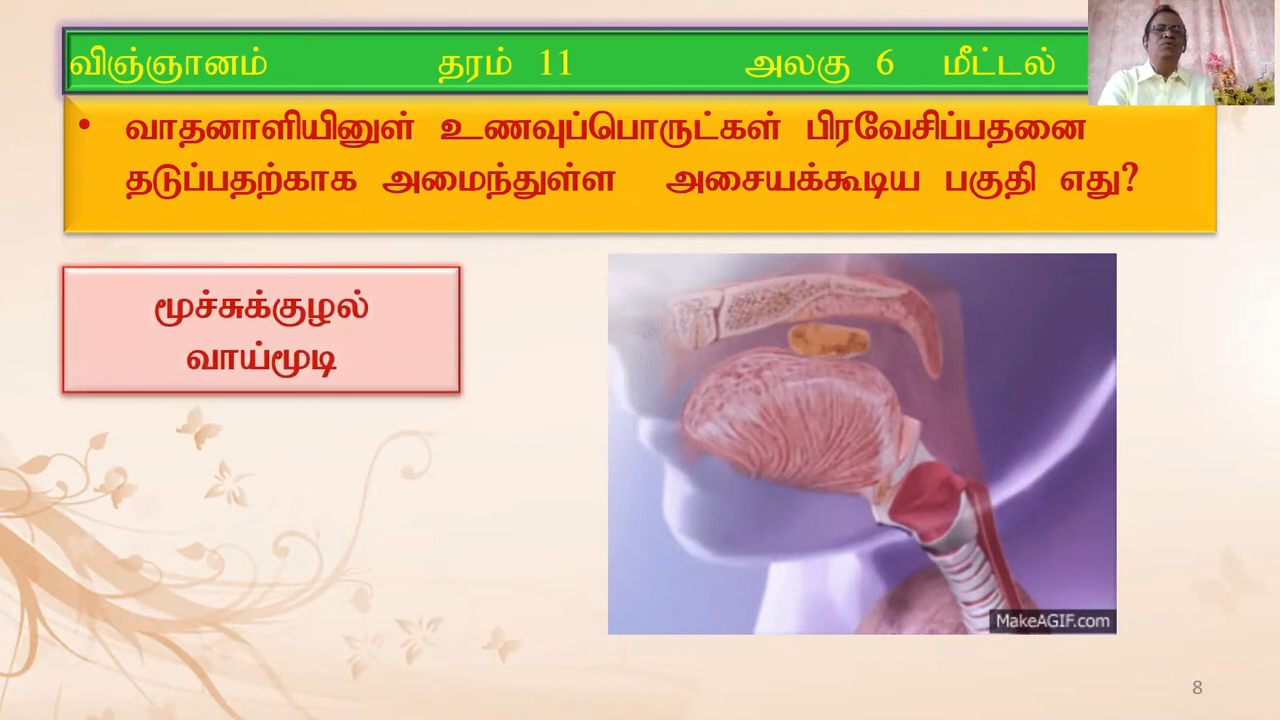 விஞ்ஞானம் தரம் 11 அலகு 6 மீட்டல்
• வாதனாளியினுள் உணவுப்பொருட்கள் பிரவேசிப்பதனை
தடுப்பதற்காக அமைந்துள்ள அசையக்கூடிய பகுதி எது?
மூச்சுக்குழல்
வாய்மூடி
MakeAGIF.com
8